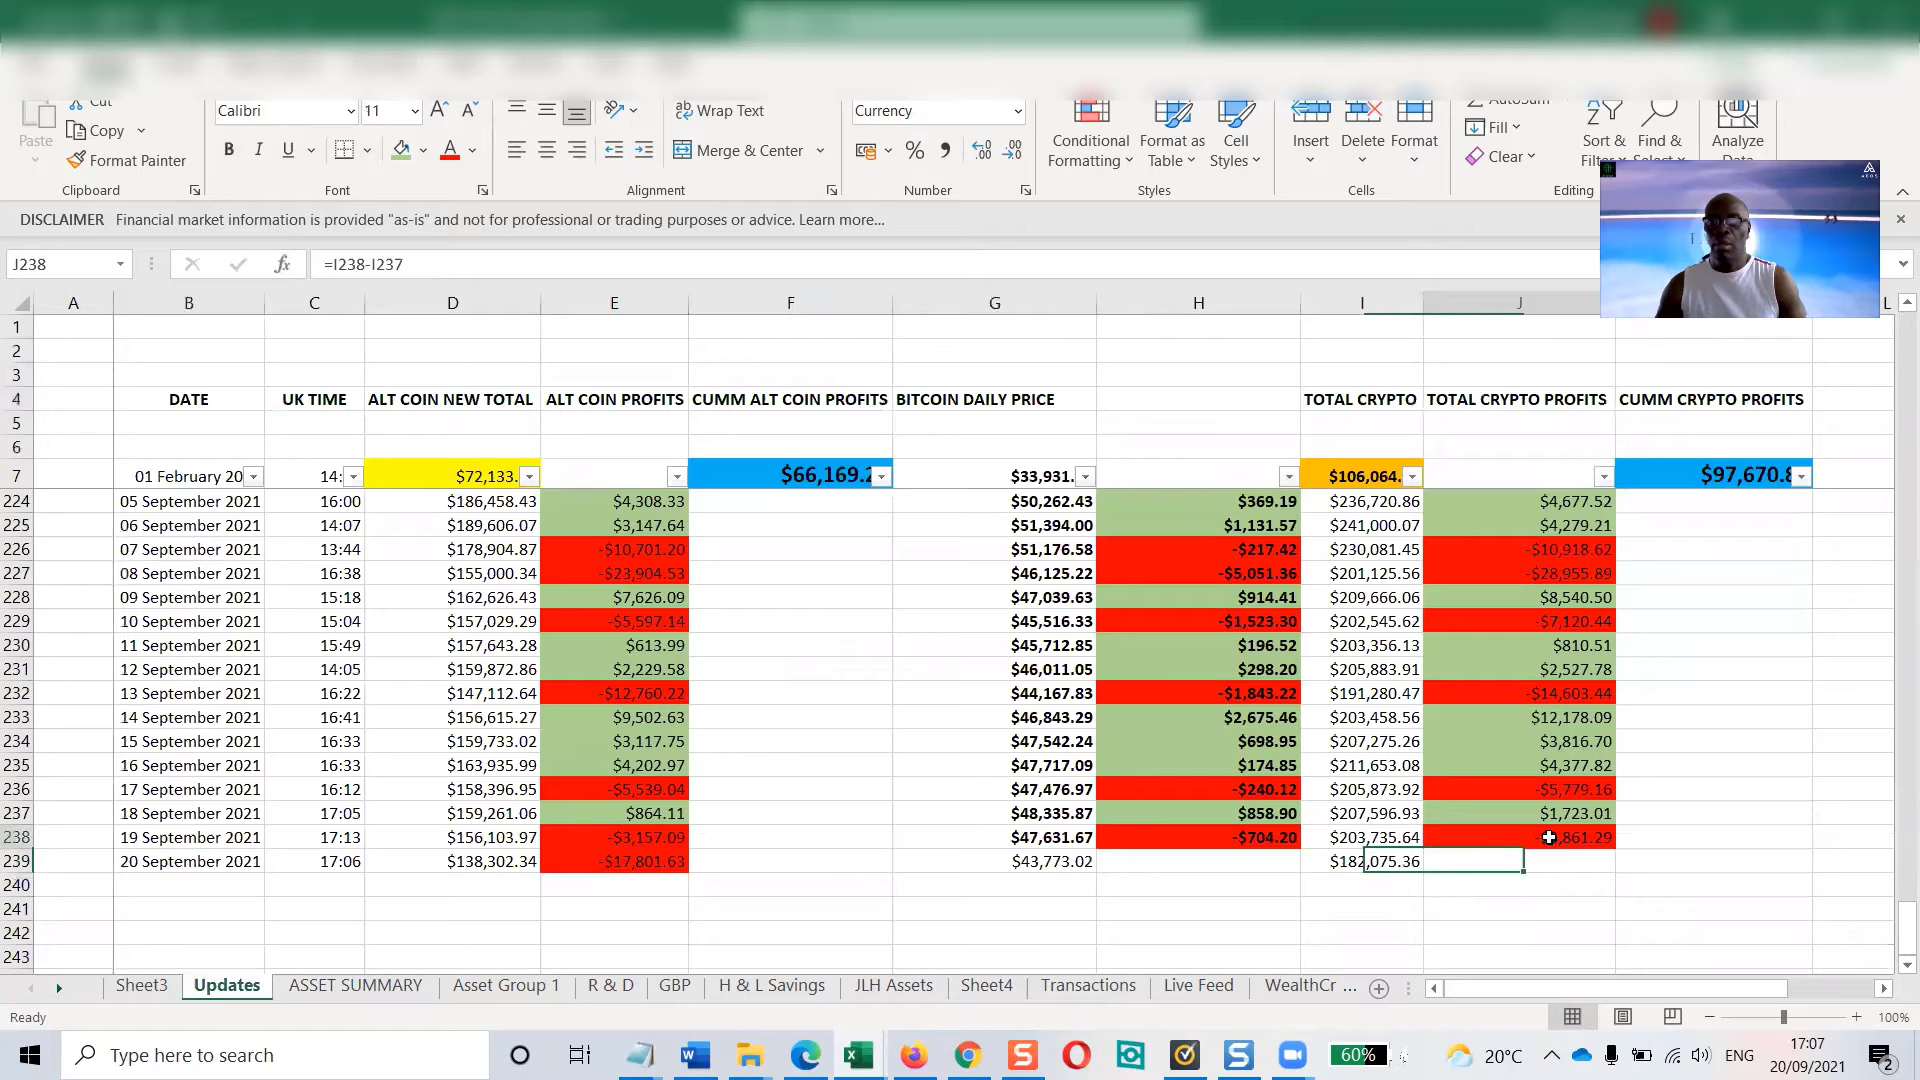 Cut
Paste
Copy
Format Painter
Clipboard
Calibri
11
B I U
Font
Wrap Text
Merge & Center
Alignment
Currency
Number
Conditional Formatting
Format as Table
Cell Styles
Styles
Insert
Delete
Format
Cells
AutoSum
Fill
Clear
Sort & Filter
Find &
Editing
Analyze
Data
DISCLAIMER Financial market information is provided "as-is" and not for professional or trading purposes or advice. Learn more...
J238 fx =I238-I237
A B C D E F G H I J L
1
2
3
4 DATE UK TIME ALT COIN NEW TOTAL ALT COIN PROFITS CUMM ALT COIN PROFITS BITCOIN DAILY PRICE TOTAL CRYPTO TOTAL CRYPTO PROFITS CUMM CRYPTO PROFITS
5
6
7 01 February 20 14: $72,133. $66,169. $33,931. $106,064. $97,670.
224 05 September 2021 16:00 $186,458.43 $4,308.33 $50,262.43 $369.19 $236,720.86 $4,677.52
225 06 September 2021 14:07 $189,606.07 $3,147.64 $51,394.00 $1,131.57 $241,000.07 $4,279.21
226 07 September 2021 13:44 $178,904.87 -$10,701.20 $51,176.58 -$217.42 $230,081.45 -$10,918.62
227 08 September 2021 16:38 $155,000.34 -$23,904.53 $46,125.22 -$5,051.36 $201,125.56 -$28,955.89
228 09 September 2021 15:18 $162,626.43 $7,626.09 $47,039.63 $914.41 $209,666.06 $8,540.50
229 10 September 2021 15:04 $157,029.29 -$5,597.14 $45,516.33 -$1,523.30 $202,545.62 -$7,120.44
230 11 September 2021 15:49 $157,643.28 $613.99 $45,712.85 $196.52 $203,356.13 $810.51
231 12 September 2021 14:05 $159,872.86 $2,229.58 $46,011.05 $298.20 $205,883.91 $2,527.78
232 13 September 2021 16:22 $147,112.64 -$12,760.22 $44,167.83 -$1,843.22 $191,280.47 -$14,603.44
233 14 September 2021 16:41 $156,615.27 $9,502.63 $46,843.29 $2,675.46 $203,458.56 $12,178.09
234 15 September 2021 16:33 $159,733.02 $3,117.75 $47,542.24 $698.95 $207,275.26 $3,816.70
235 16 September 2021 16:33 $163,935.99 $4,202.97 $47,717.09 $174.85 $211,653.08 $4,377.82
236 17 September 2021 16:12 $158,396.95 -$5,539.04 $47,476.97 -$240.12 $205,873.92 -$5,779.16
237 18 September 2021 17:05 $159,261.06 $864.11 $48,335.87 $858.90 $207,596.93 $1,723.01
238 19 September 2021 17:13 $156,103.97 -$3,157.09 $47,631.67 -$704.20 $203,735.64 861.29
239 20 September 2021 17:06 $138,302.34 -$17,801.63 $43,773.02 $182,075.36
240
241
242
243
Sheet3 Updates ASSET SUMMARY Asset Group 1 R & D GBP H & L Savings JLH Assets Sheet4 Transactions Live Feed WealthCr ...
Ready 100%
Type here to search 60% 20°C ENG 17:07
20/09/2021
2